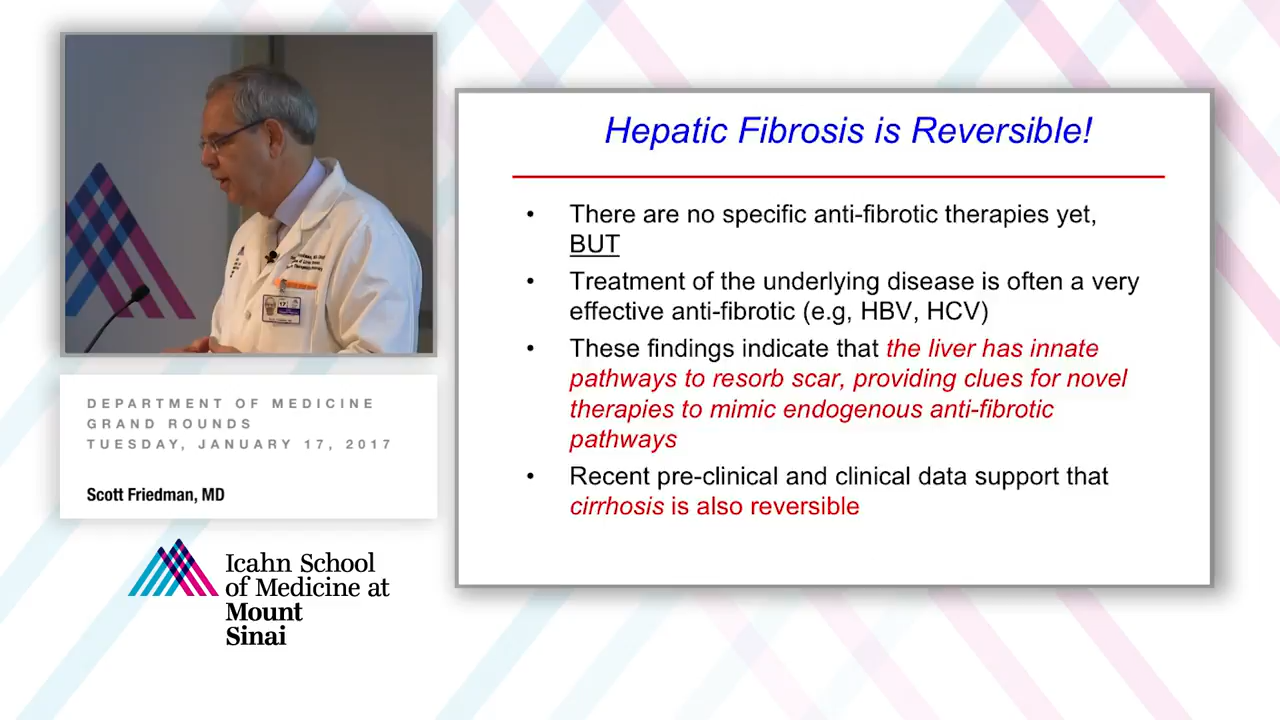 Hepatic Fibrosis is Reversible!
• There are no specific anti-fibrotic therapies yet,
BUT
• Treatment of the underlying disease is often a very
effective anti-fibrotic (e.g, HBV, HCV)
• These findings indicate that the liver has innate
pathways to resorb scar, providing clues for novel
therapies to mimic endogenous anti-fibrotic
pathways
• Recent pre-clinical and clinical data support that
cirrhosis is also reversible
DEPARTMENT OF MEDICINE
GRAND ROUNDS
TUESDAY, JANUARY 17, 2017
Scott Friedman, MD
Icahn School
of Medicine at
Mount
Sinai
17